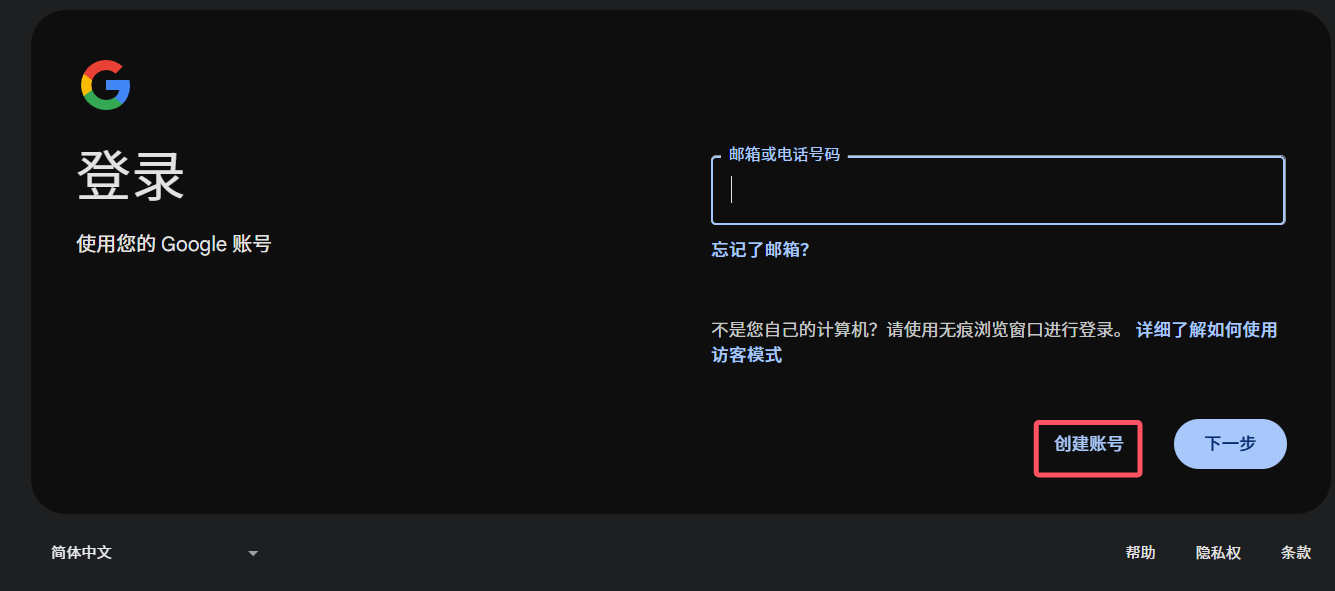 登录
使用您的 Google 账号
邮箱或电话号码
忘记了邮箱?
不是您自己的计算机?请使用无痕浏览窗口进行登录。 详细了解如何使用
访客模式
创建账号
下一步
简体中文
帮助
隐私权
条款